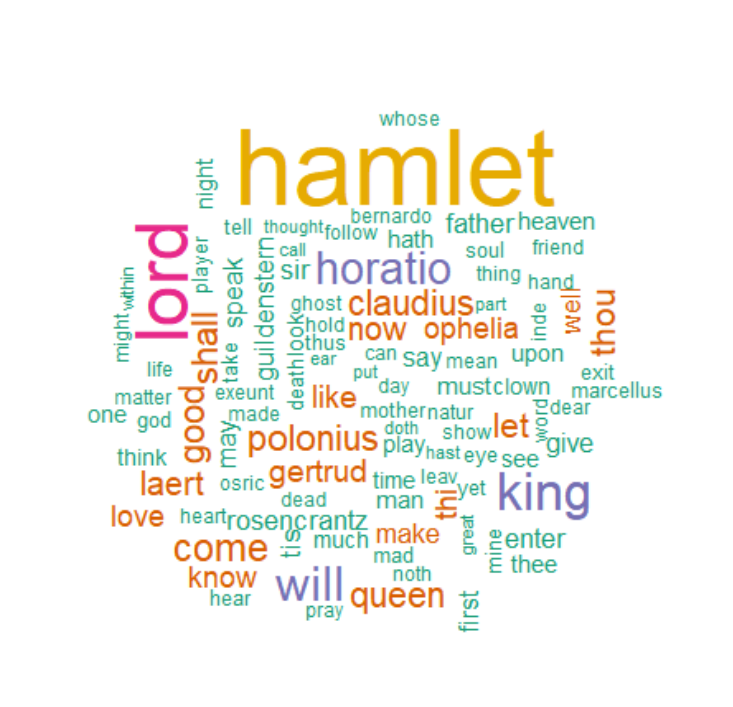 whose
hamlet
night
lord
tell
thought
follow
bernardo
hath
father
heaven
player
call
sir
horatio
soul
friend
thing
hand
within
might
speak
guildenstern
ghost
claudius
part
well
thou
shall
hold
now
ophelia
inde
look
thus
take
ear
can
say
mean
upon
life
put
exit
death
day
must
clown
marcellus
matter
good
exeunt
like
one
god
made
mother
natur
word
dear
doth
show
let
may
polonius
play
hast
eye
see
give
think
laert
osric
gertrud
time
leav
yet
king
dead
man
thi
love
heart
rosencrantz
tis
much
make
great
mine
enter
come
mad
thee
know
will
noth
queen
hear
pray
first